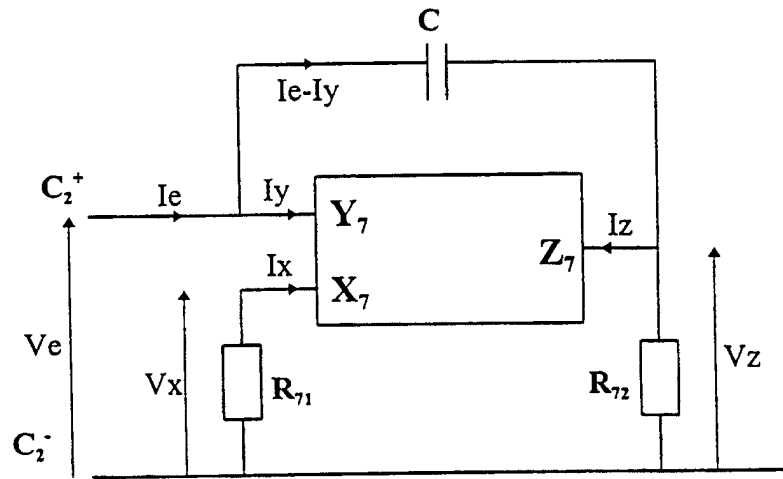 C
Ie-Iy
C₂⁺
Ie
Iy
Y₇
Iz
Z₇
Ix
X₇
Ve
Vx
R₇₁
R₇₂
Vz
C₂⁻